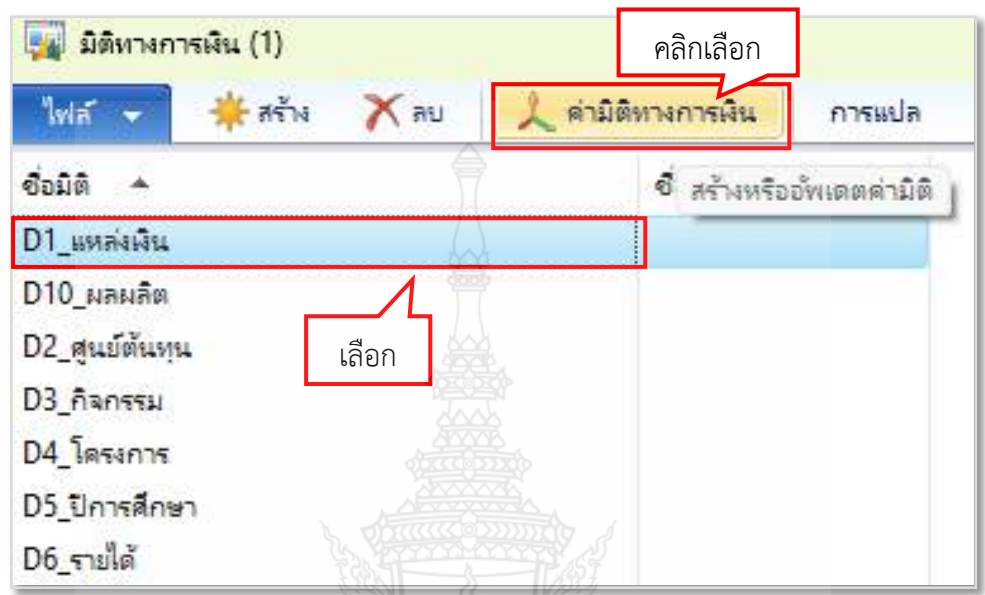 มิติทางการเงิน (1)
คลิกเลือก
ไฟล์ สร้าง ลบ ค่ามิติทางการเงิน การแปล
ชื่อมิติ ชื่
สร้างหรืออัพเดตค่ามิติ
D1_แหล่งเงิน
D10_ผลผลิต
เลือก
D2_ศูนย์ต้นทุน
D3_กิจกรรม
D4_โครงการ
D5_ปีการศึกษา
D6_รายได้